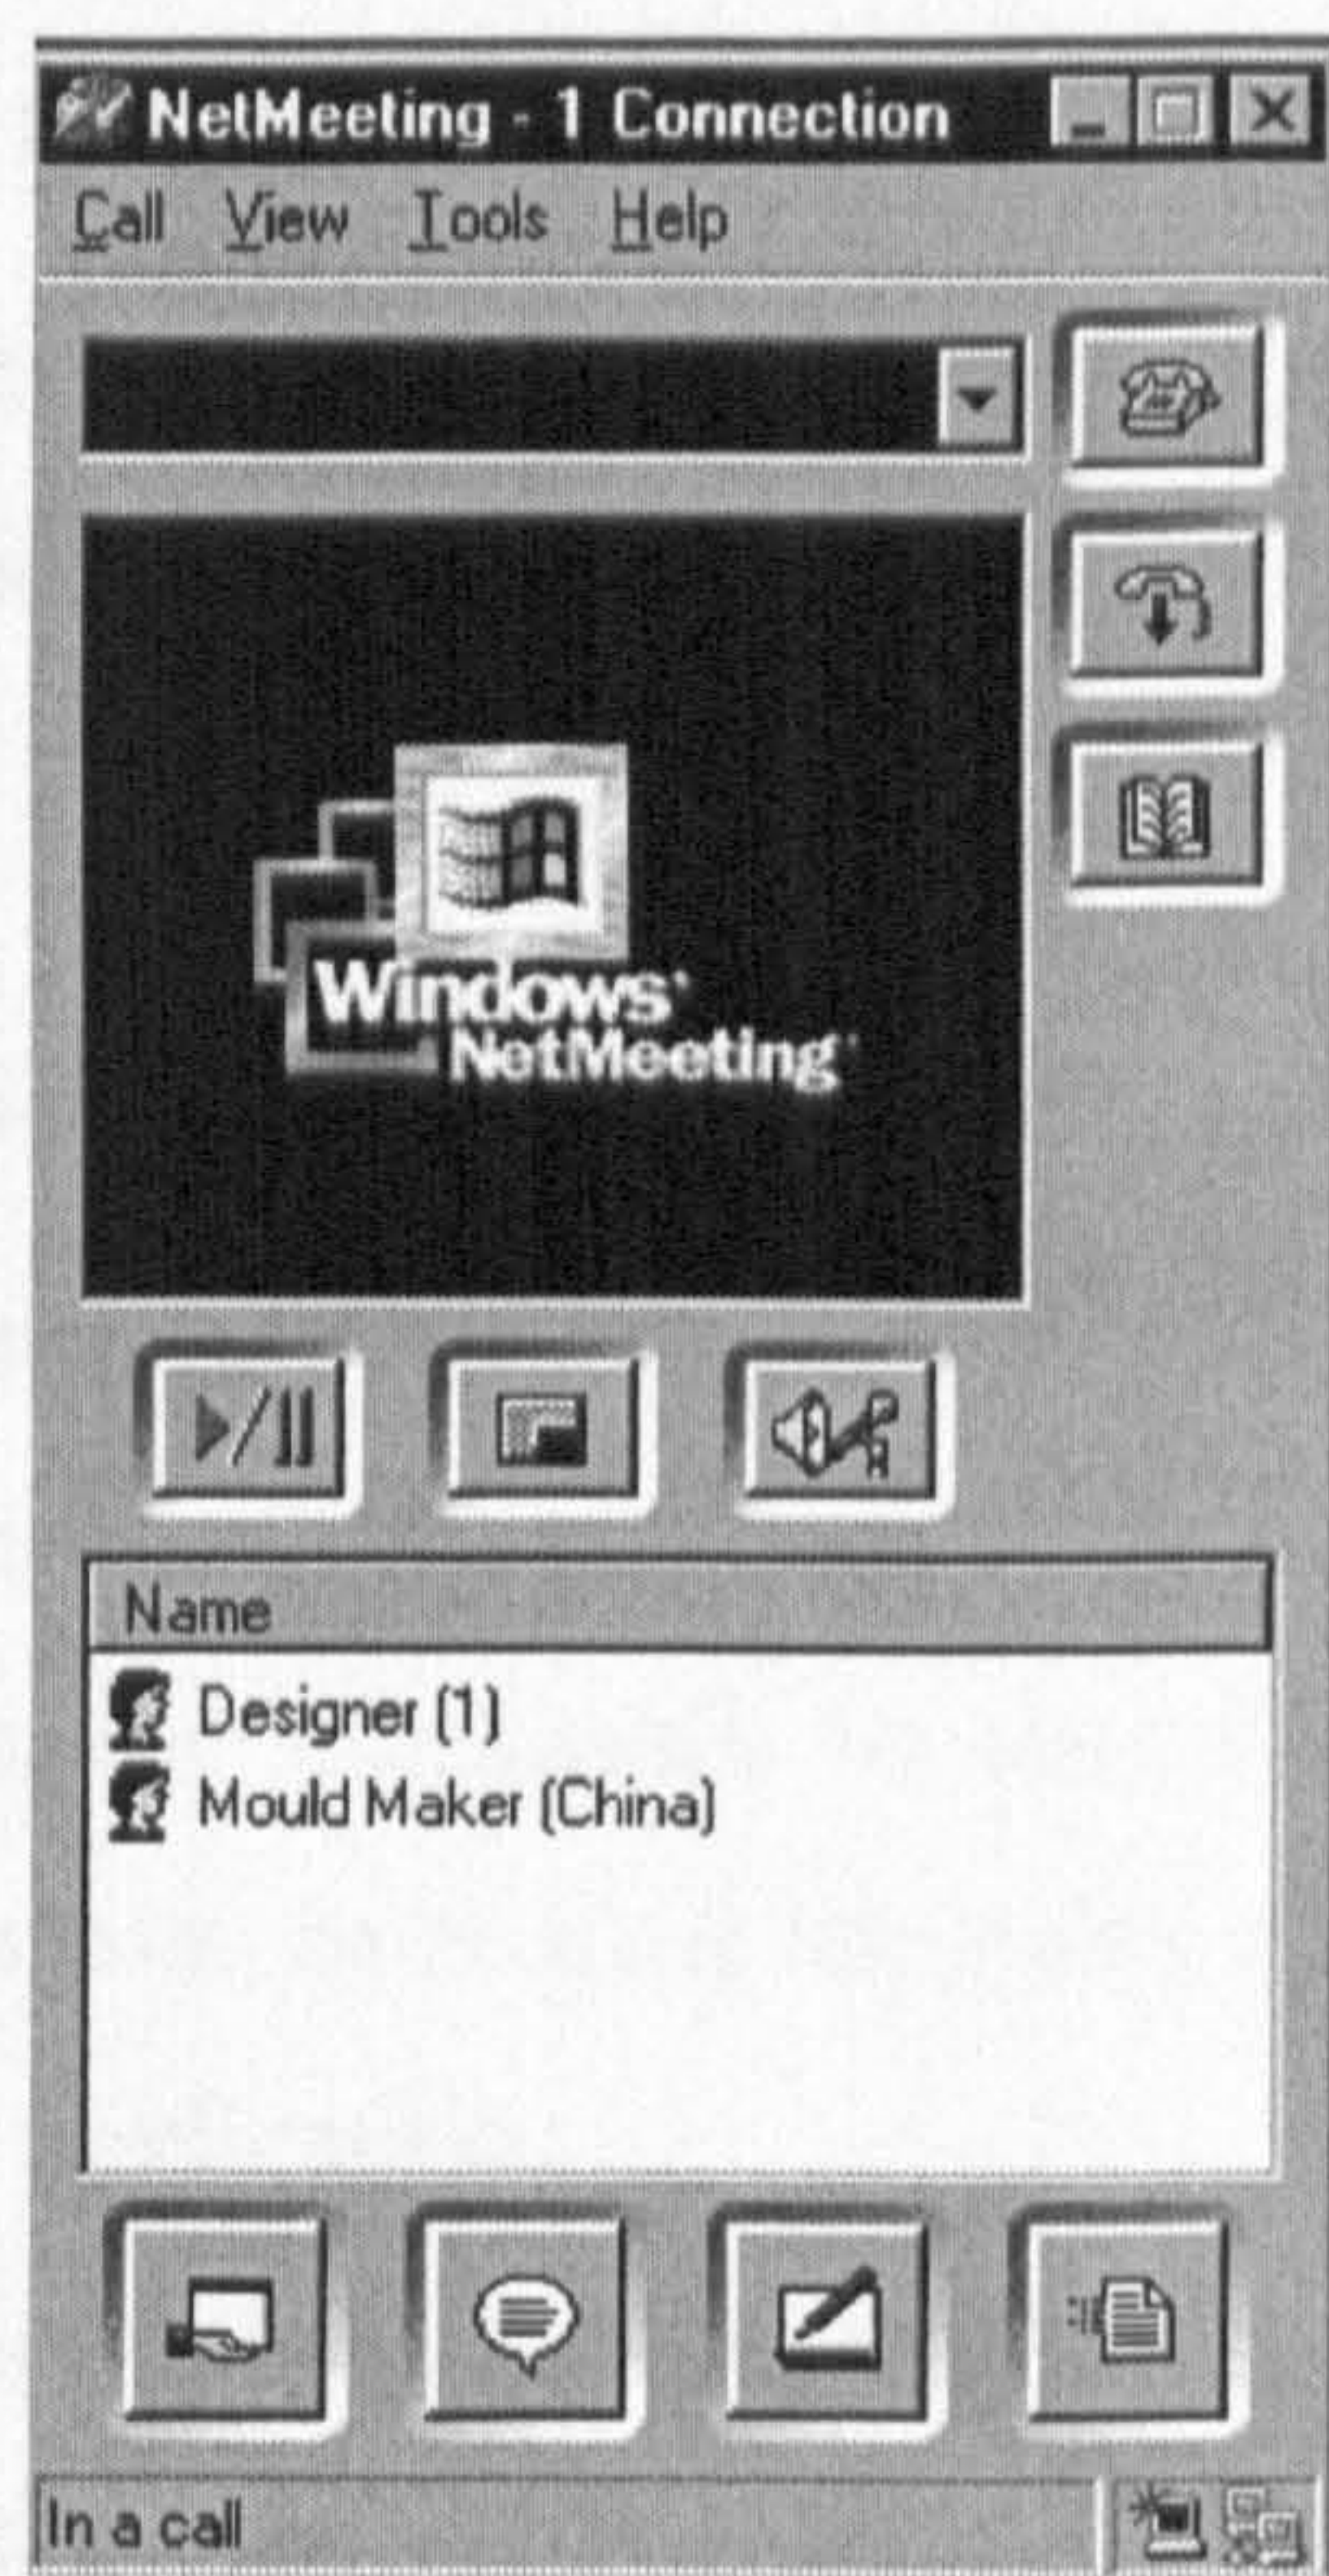 NetMeeting - 1 Connection
Call View Tools Help
Windows
NetMeeting
Name
Designer (1)
Mould Maker (China)
In a call